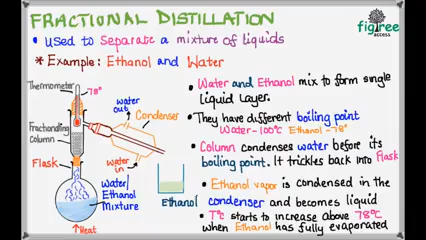 FRACTIONAL DISTILLATION
figtree
access
• Used to Separate a mixture of liquids
* Example: Ethanol and Water
Thermometer
78°
Fractionating
Column
Flask
water
out
Condenser
water
in
Water/
Ethanol
Mixture
Heat
Ethanol
• Water and Ethanol mix to form single
liquid Layer.
• They have different boiling point
Water - 100°C Ethanol - 78°
• Column condenses water before its
boiling point. It trickles back into Flask
• Ethanol vapor is condensed in the
condenser and becomes liquid
• T°C starts to increase above 78°C
when Ethanol has fully evaporated